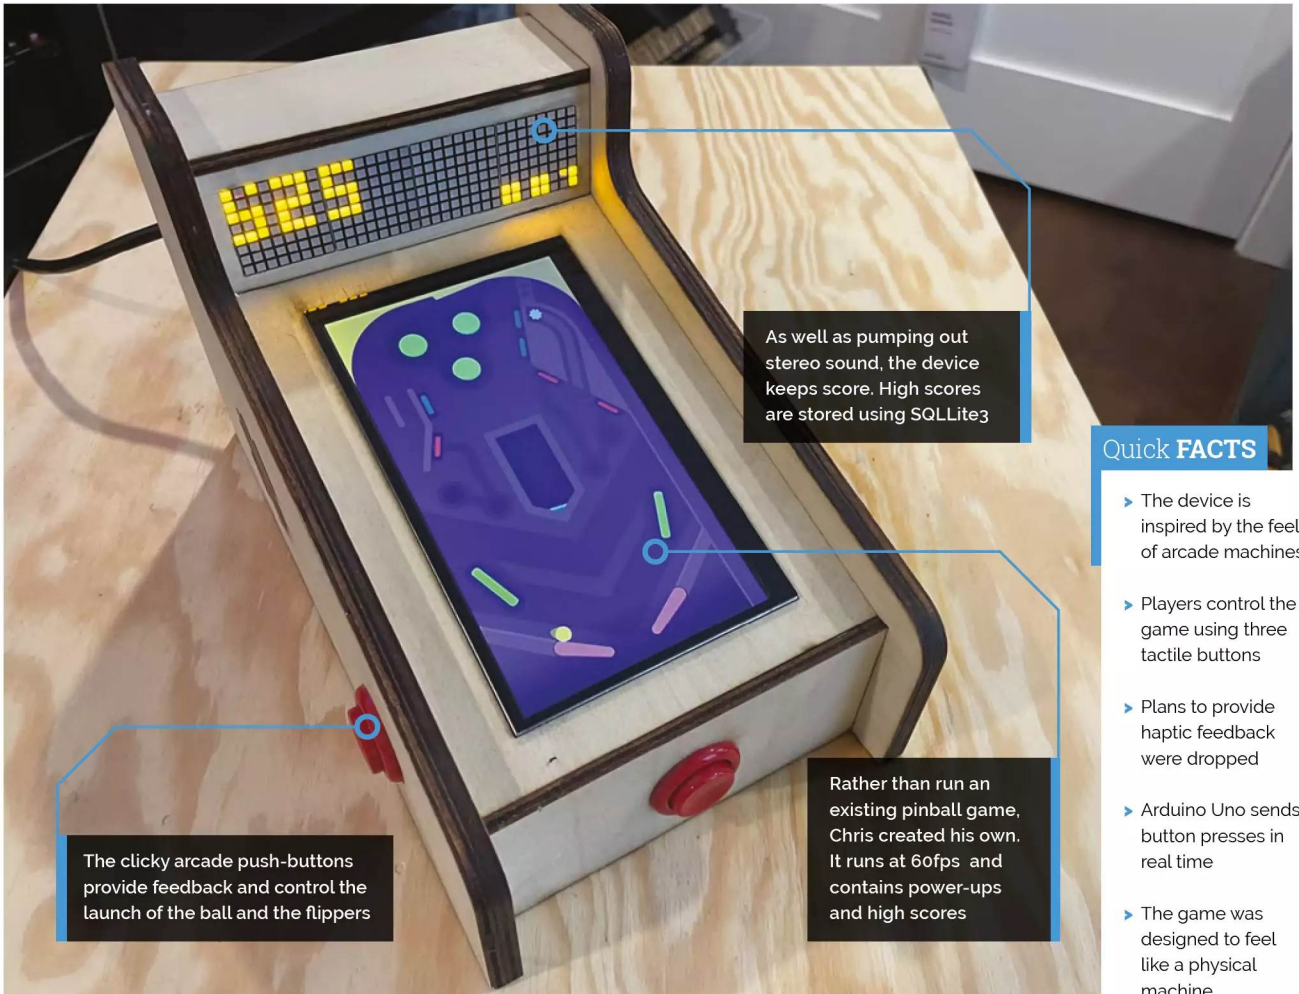 525
As well as pumping out
stereo sound, the device
keeps score. High scores
are stored using SQLLite3
Quick FACTS
> The device is
inspired by the feel
of arcade machines
> Players control the
game using three
tactile buttons
> Plans to provide
haptic feedback
were dropped
> Arduino Uno sends
button presses in
real time
> The game was
designed to feel
like a physical
machine
Rather than run an
existing pinball game,
Chris created his own.
It runs at 60fps and
contains power-ups
and high scores
The clicky arcade push-buttons
provide feedback and control the
launch of the ball and the flippers